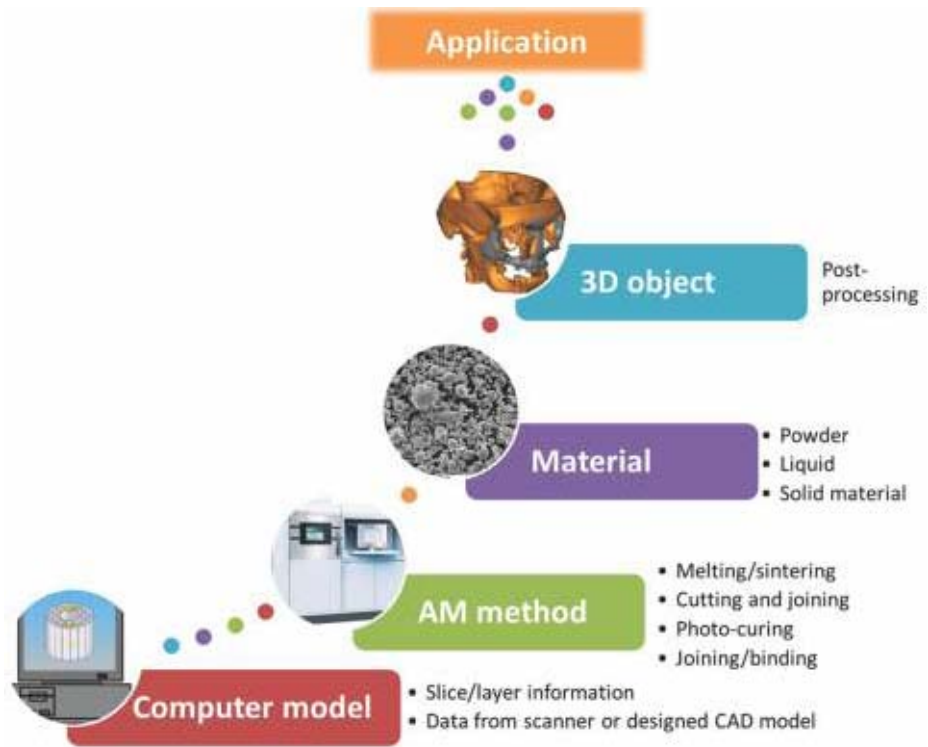 Application
3D object
Post-
processing
Material
▪ Powder
▪ Liquid
▪ Solid material
AM method
▪ Melting/sintering
▪ Cutting and joining
▪ Photo-curing
▪ Joining/binding
Computer model
▪ Slice/layer information
▪ Data from scanner or designed CAD model